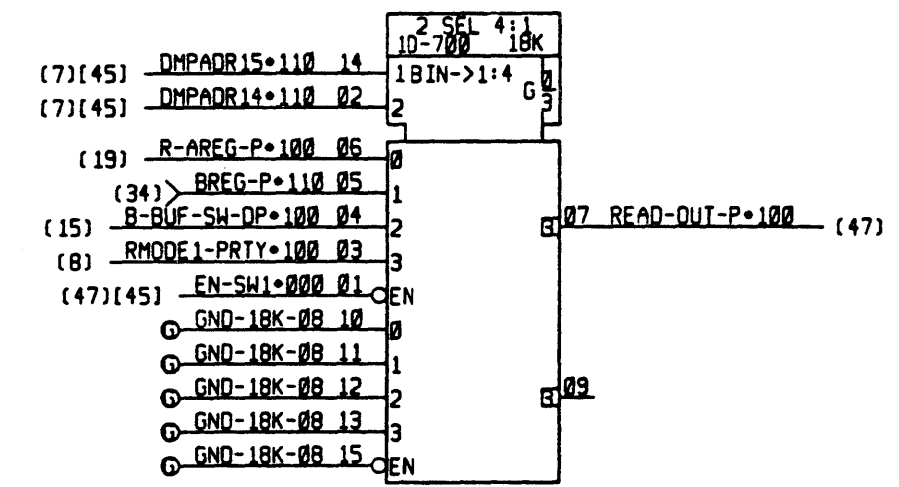 2 SEL 4:1
1D-700 18K
(7)[45] DMPADR15•110 14 1 BIN->1:4 G 0
(7)[45] DMPADR14•110 02 2 3
(19) R-AREG-P•100 06 0
(34) BREG-P•110 05 1
(15) B-BUF-SW-DP•100 04 2 07 READ-OUT-P•100 (47)
(8) RMODE1-PRTY•100 03 3
(47)[45] EN-SW1•000 01 EN
G GND-18K-08 10 0
G GND-18K-08 11 1
G GND-18K-08 12 2 09
G GND-18K-08 13 3
G GND-18K-08 15 EN